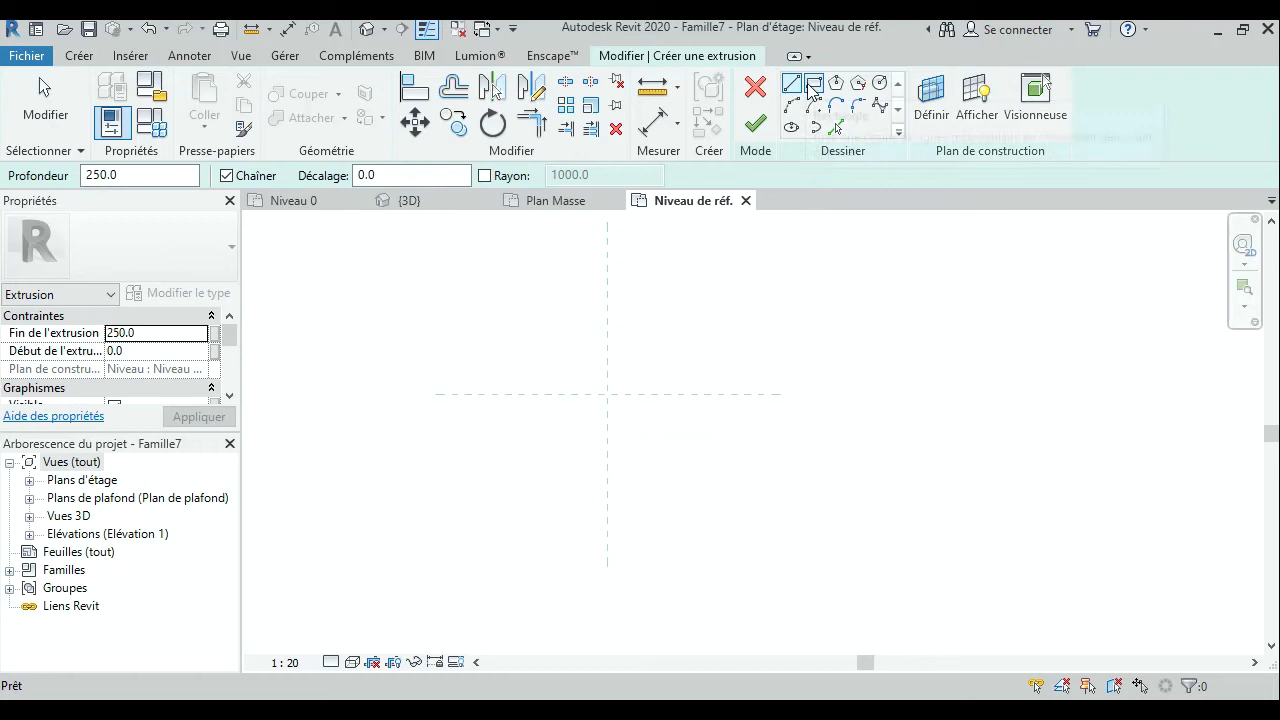 Autodesk Revit 2020 - Famille7 - Plan d'étage: Niveau de réf.
Se connecter
Fichier Créer Insérer Annoter Vue Gérer Compléments BIM Lumion® Enscape™ Modifier | Créer une extrusion
Modifier
Coller
Couper
Attacher
Définir Afficher Visionneuse
Sélectionner Propriétés Presse-papiers Géométrie Modifier Mesurer Créer Mode Dessiner Plan de construction
Profondeur 250.0 Chaîner Décalage: 0.0 Rayon: 1000.0
Propriétés
Niveau 0 {3D} Plan Masse Niveau de réf.
R
Extrusion Modifier le type
Contraintes
Fin de l'extrusion 250.0
Début de l'extru... 0.0
Plan de constru... Niveau : Niveau ...
Graphismes
Aide des propriétés Appliquer
Arborescence du projet - Famille7
Vues (tout)
Plans d'étage
Plans de plafond (Plan de plafond)
Vues 3D
Elévations (Elévation 1)
Feuilles (tout)
Familles
Groupes
Liens Revit
2D
1 : 20
Prêt
:0